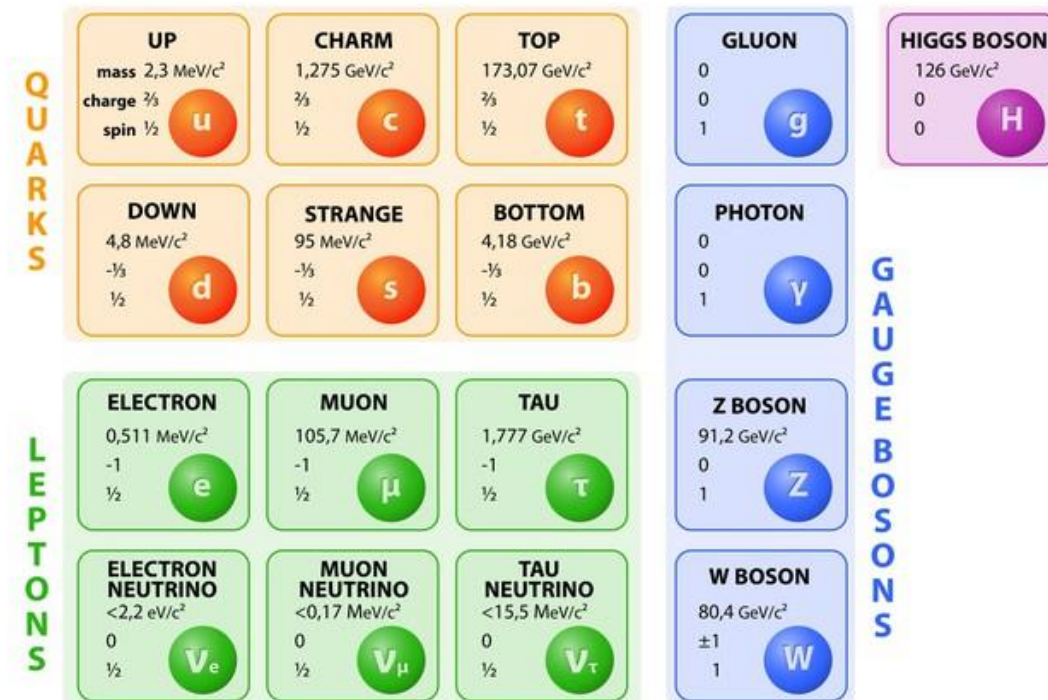 QUARKS
UP
mass 2,3 MeV/c²
charge ⅔
spin ½
u
CHARM
1,275 GeV/c²
⅔
½
c
TOP
173,07 GeV/c²
⅔
½
t
GLUON
0
0
1
g
HIGGS BOSON
126 GeV/c²
0
0
H
DOWN
4,8 MeV/c²
-⅓
½
d
STRANGE
95 MeV/c²
-⅓
½
s
BOTTOM
4,18 GeV/c²
-⅓
½
b
PHOTON
0
0
1
γ
GAUGE BOSONS
LEPTONS
ELECTRON
0,511 MeV/c²
-1
½
e
MUON
105,7 MeV/c²
-1
½
μ
TAU
1,777 GeV/c²
-1
½
τ
Z BOSON
91,2 GeV/c²
0
1
Z
ELECTRON
NEUTRINO
<2,2 eV/c²
0
½
νe
MUON
NEUTRINO
<0,17 MeV/c²
0
½
νμ
TAU
NEUTRINO
<15,5 MeV/c²
0
½
ντ
W BOSON
80,4 GeV/c²
±1
1
W